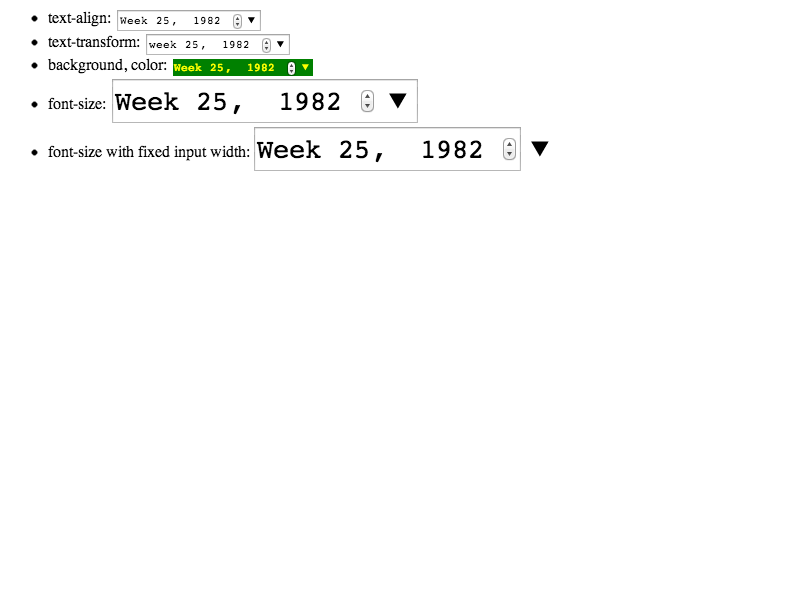 text-align: Week 25, 1982
text-transform: week 25, 1982
background, color: Week 25, 1982
font-size: Week 25, 1982
font-size with fixed input width: Week 25, 1982